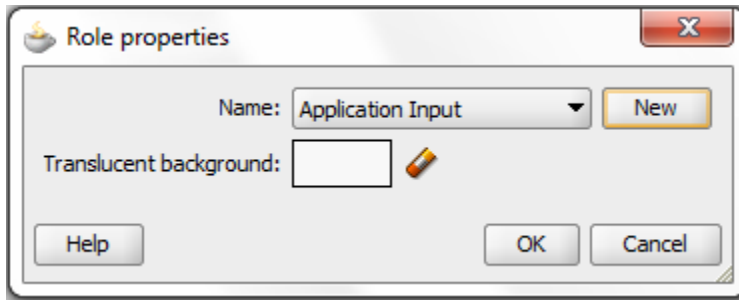 Role properties
Name: Application Input New
Translucent background:
Help OK Cancel